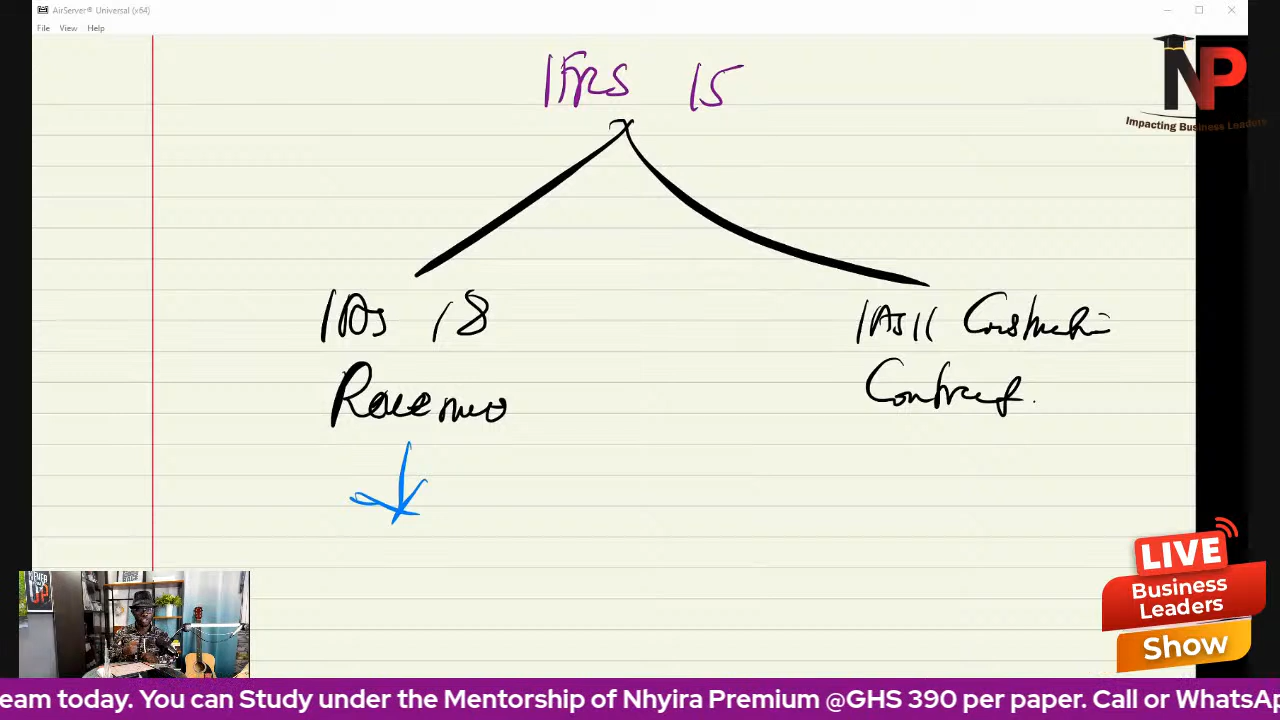 AirServer® Universal (x64)
File View Help
IFRS 15
NP
Impacting Business Leaders
IAS 18
Revenue
IAS 11 Construction
Contract.
LIVE
Business
Leaders
Show
eam today. You can Study under the Mentorship of Nhyira Premium @GHS 390 per paper. Call or WhatsAp